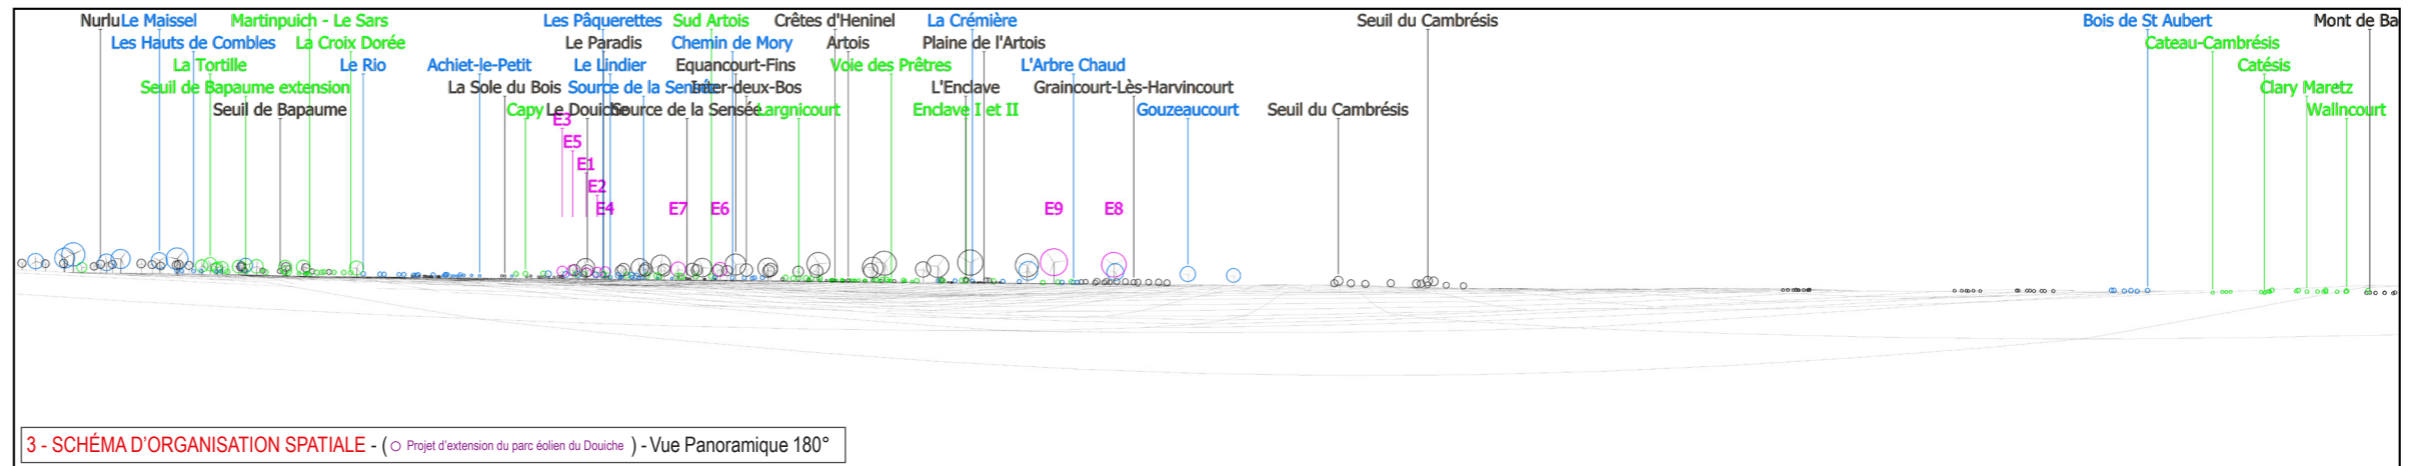 Nurlu Le Maissel Martinpuich - Le Sars Les Pâquerettes Sud Artois Crêtes d'Heninel La Crémière Seuil du Cambrésis Bois de St Aubert Mont de Ba
Les Hauts de Combles La Croix Dorée Le Paradis Chemin de Mory Artois Plaine de l'Artois Cateau-Cambrésis
La Tortille Le Rio Achiet-le-Petit Le Lindier Equancourt-Fins Voie des Prêtres L'Arbre Chaud Catésis
Seuil de Bapaume extension La Sole du Bois Source de la Sensée Inter-deux-Bos L'Enclave Graincourt-Lès-Harvincourt Clary Maretz
Seuil de Bapaume Capy Le Douiche Source de la Sensée Largnicourt Enclave I et II Gouzeaucourt Seuil du Cambrésis Walincourt
E3
E5
E1
E2
E4 E7 E6 E9 E8
3 - SCHÉMA D'ORGANISATION SPATIALE - ( Projet d'extension du parc éolien du Douiche ) - Vue Panoramique 180°